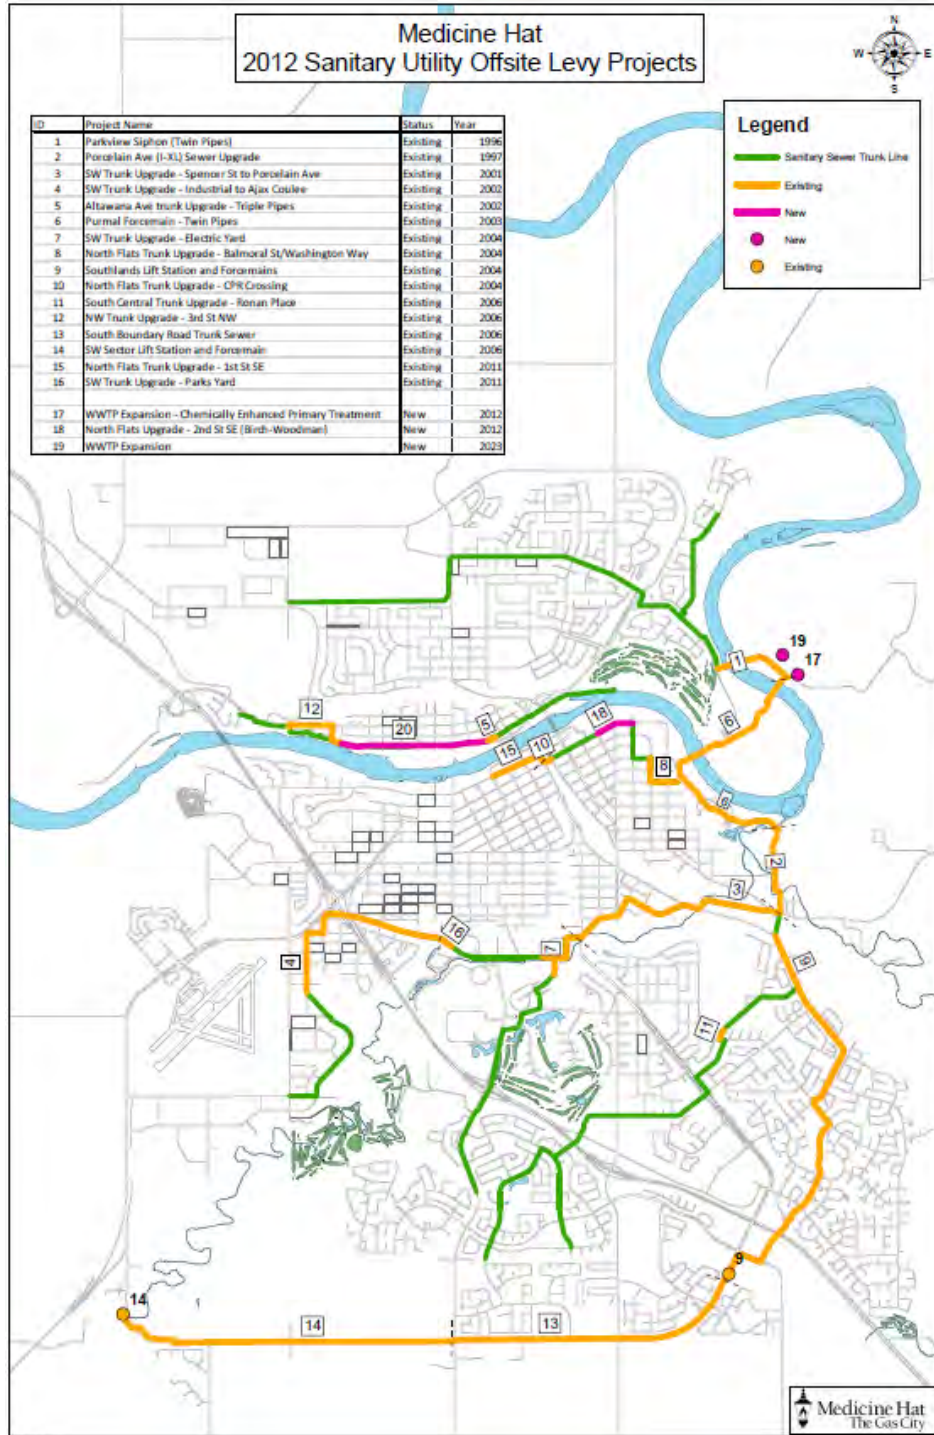 Medicine Hat
2012 Sanitary Utility Offsite Levy Projects
N
W E
S
ID Project Name Status Year
1 Parkview Siphon (Twin Pipes) Existing 1996
2 Porcelain Ave (I-XL) Sewer Upgrade Existing 1997
3 SW Trunk Upgrade - Spencer St to Porcelain Ave Existing 2001
4 SW Trunk Upgrade - Industrial to Ajax Coulee Existing 2002
5 Altawana Ave trunk Upgrade - Triple Pipes Existing 2002
6 Purmal Forcemain - Twin Pipes Existing 2003
7 SW Trunk Upgrade - Electric Yard Existing 2004
8 North Flats Trunk Upgrade - Balmoral St/Washington Way Existing 2004
9 Southlands Lift Station and Forcemains Existing 2004
10 North Flats Trunk Upgrade - CPR Crossing Existing 2004
11 South Central Trunk Upgrade - Ronan Place Existing 2006
12 NW Trunk Upgrade - 3rd St NW Existing 2006
13 South Boundary Road Trunk Sewer Existing 2006
14 SW Sector Lift Station and Forcemain Existing 2006
15 North Flats Trunk Upgrade - 1st St SE Existing 2011
16 SW Trunk Upgrade - Parks Yard Existing 2011
17 WWTP Expansion - Chemically Enhanced Primary Treatment New 2012
18 North Flats Upgrade - 2nd St SE (Birch-Woodman) New 2012
19 WWTP Expansion New 2023
Legend
Sanitary Sewer Trunk Line
Existing
New
New
Existing
19
1
17
12
20
5
18
6
15
10
8
6
2
3
16
7
4
9
11
9
14
14
13
Medicine Hat
The Gas City